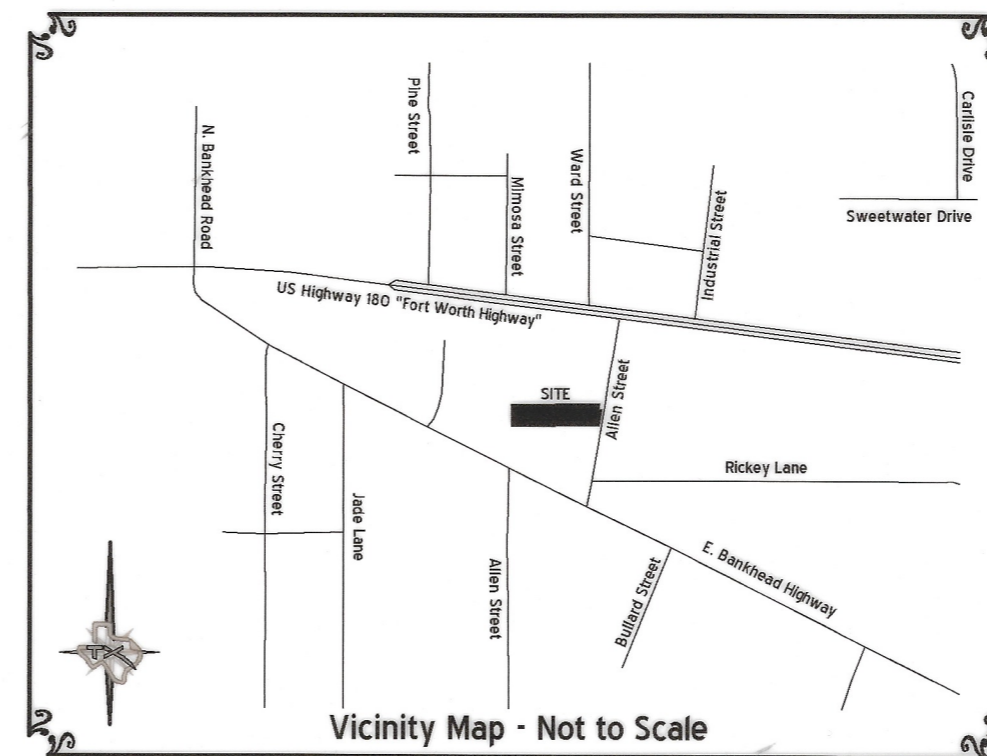 Pine Street
Carlisle Drive
N. Bankhead Road
Ward Street
Mimosa Street
Industrial Street
Sweetwater Drive
US Highway 180 "Fort Worth Highway"
SITE
Allen Street
Cherry Street
Rickey Lane
Jade Lane
E. Bankhead Highway
Allen Street
Bullard Street
TX
Vicinity Map - Not to Scale